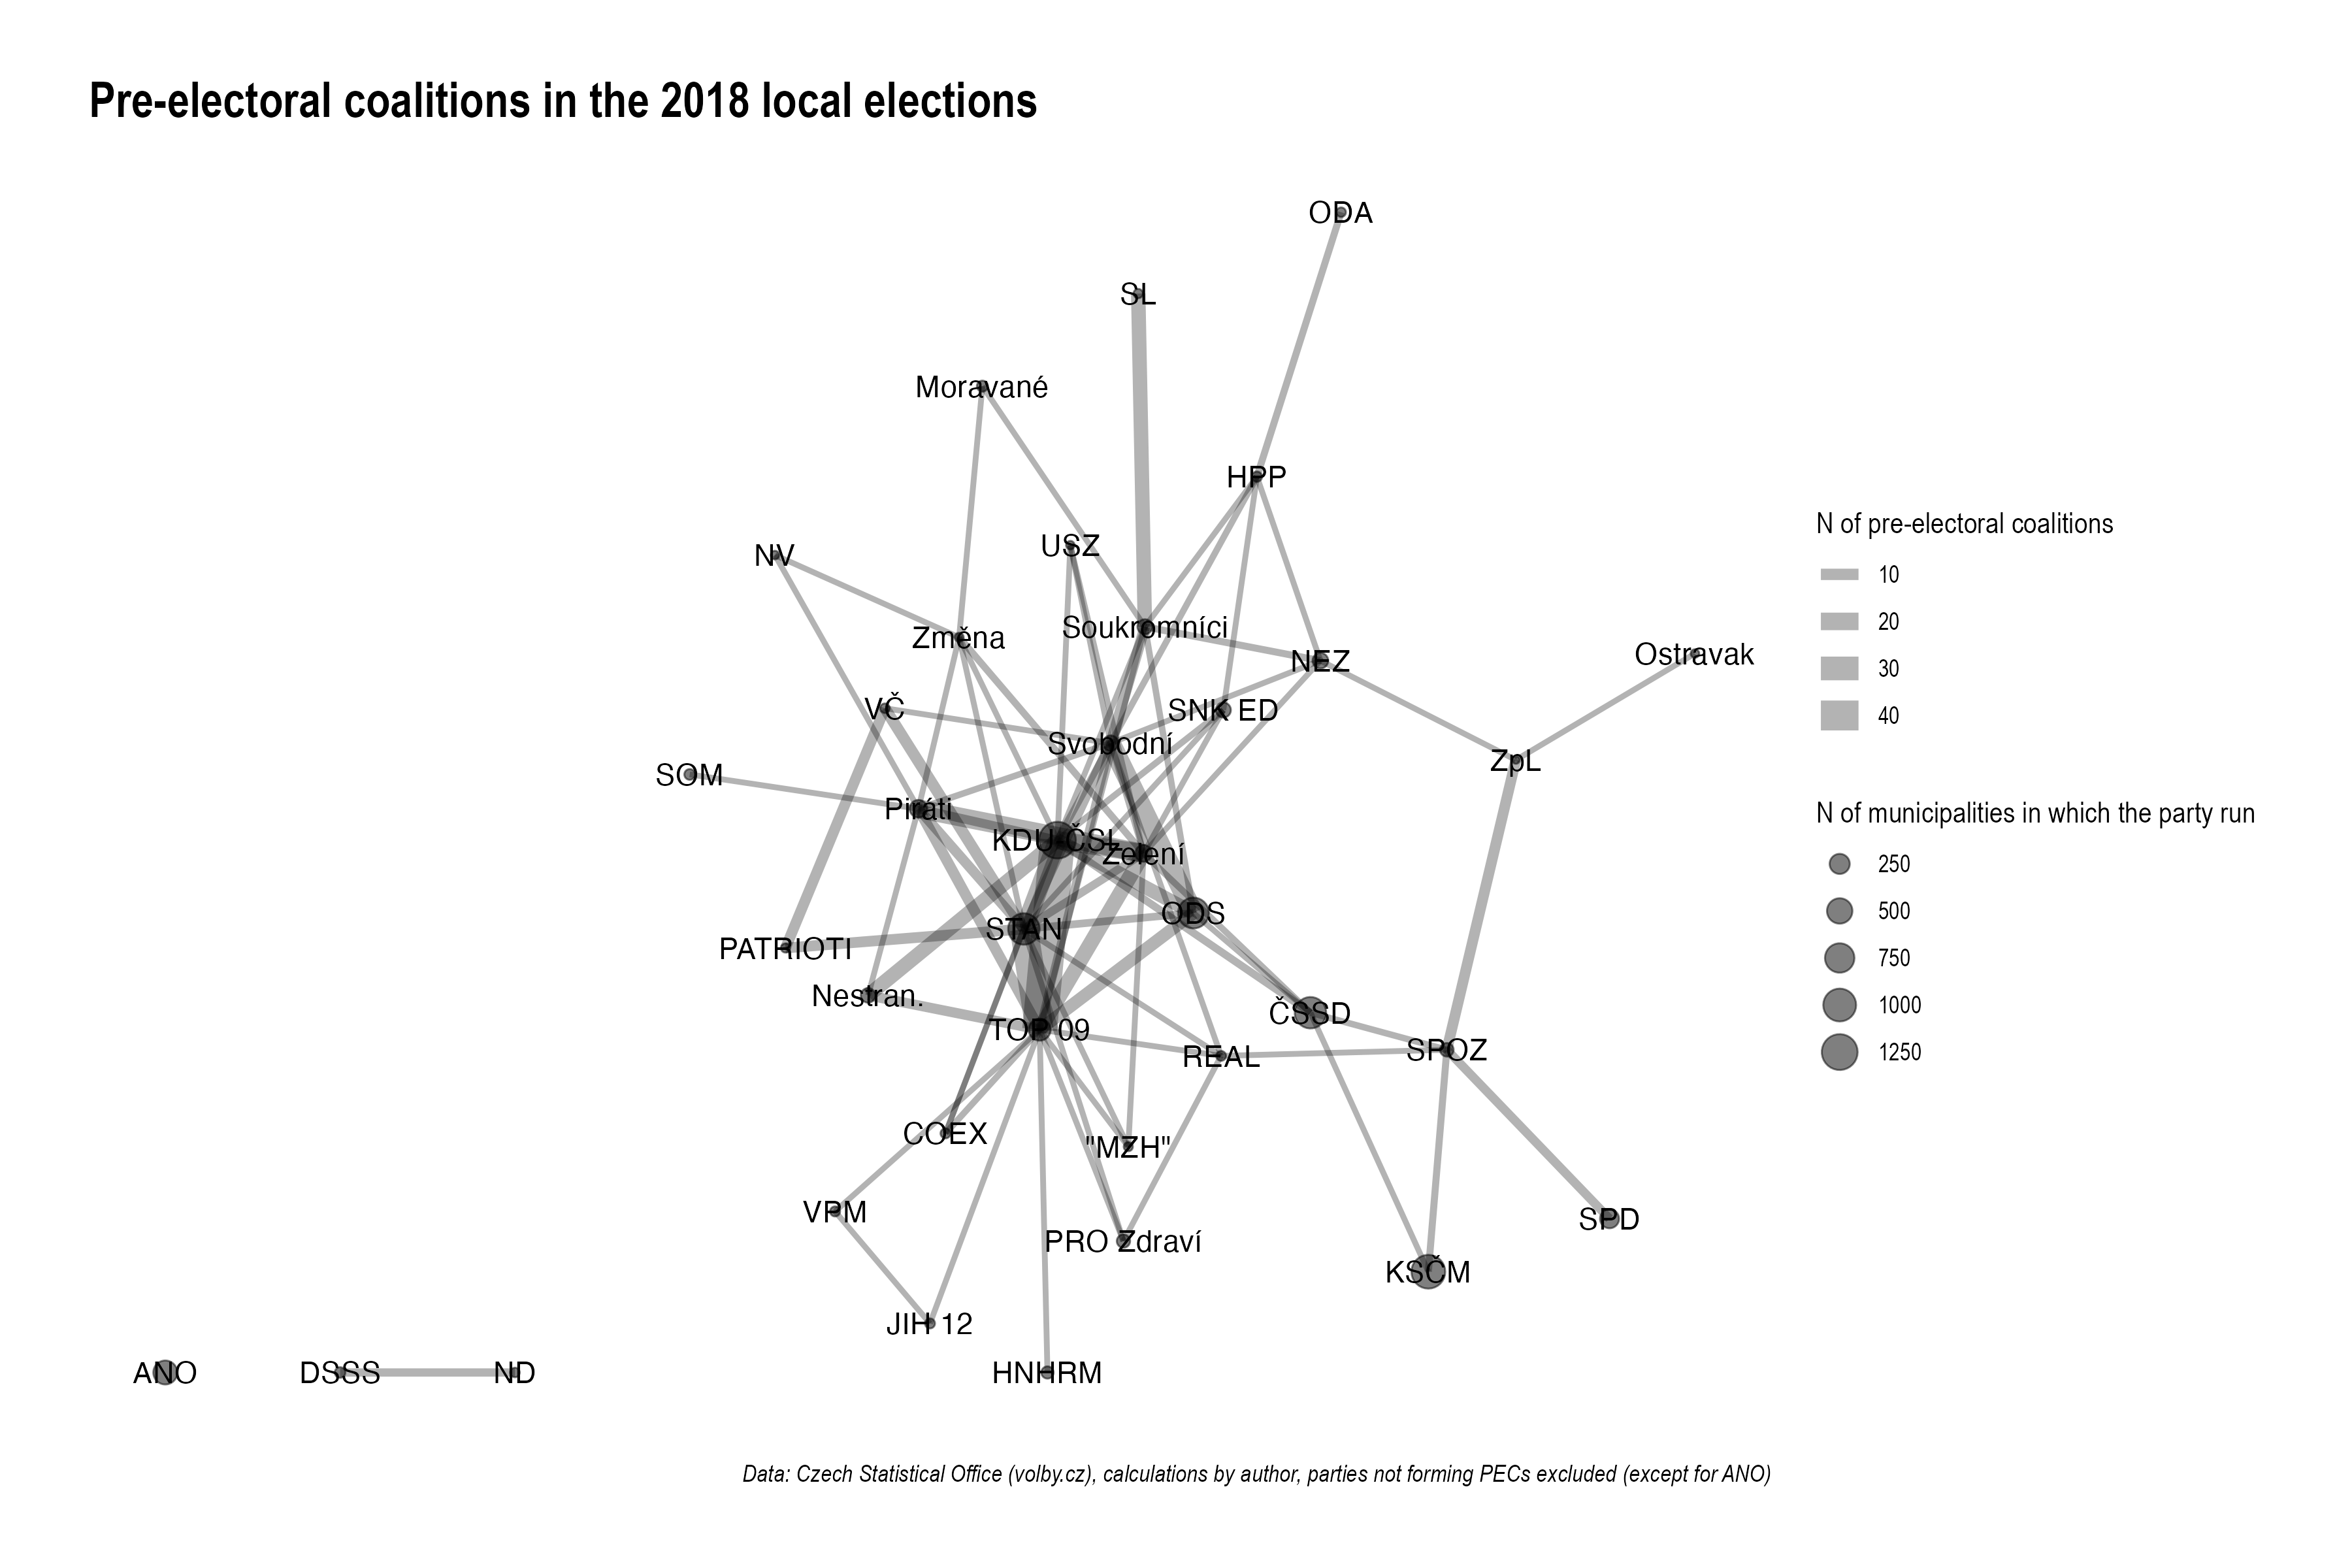 Pre-electoral coalitions in the 2018 local elections
ODA
SL
Moravané
HPP
USZ
NV
Soukromníci
Změna
NEZ
Ostravak
VČ
SNK ED
Svobodní
ZpL
SOM
Piráti
KDU-ČSL
Zelení
ODS
STAN
PATRIOTI
Nestran.
ČSSD
TOP 09
SPOZ
REAL
COEX
"MZH"
VPM
SPD
PRO Zdraví
KSČM
JIH 12
ANO
DSSS
ND
HNHRM
N of pre-electoral coalitions
10
20
30
40
N of municipalities in which the party run
250
500
750
1000
1250
Data: Czech Statistical Office (volby.cz), calculations by author, parties not forming PECs excluded (except for ANO)